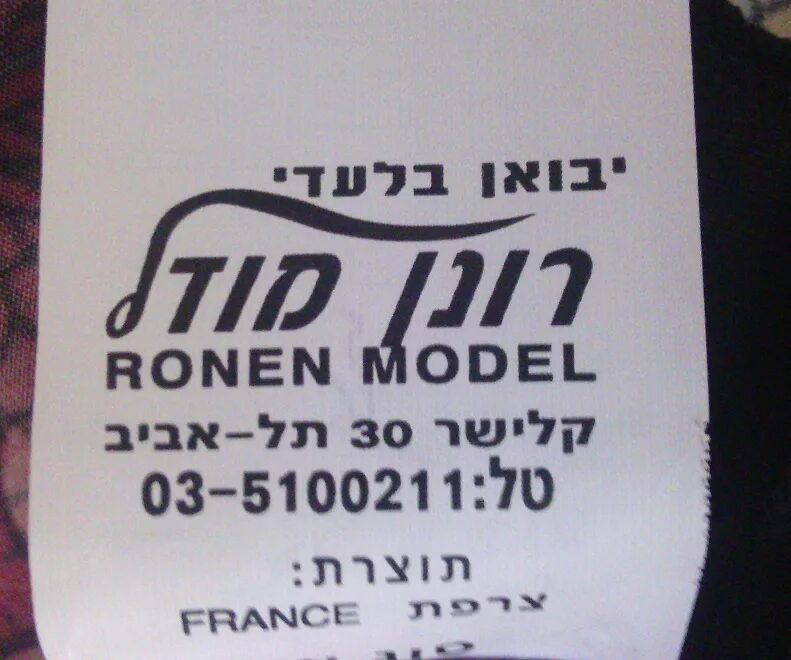 יבואן בלעדי
רונן מודל
RONEN MODEL
קלישר 30 תל-אביב
טל:03-5100211
תוצרת:
צרפת FRANCE